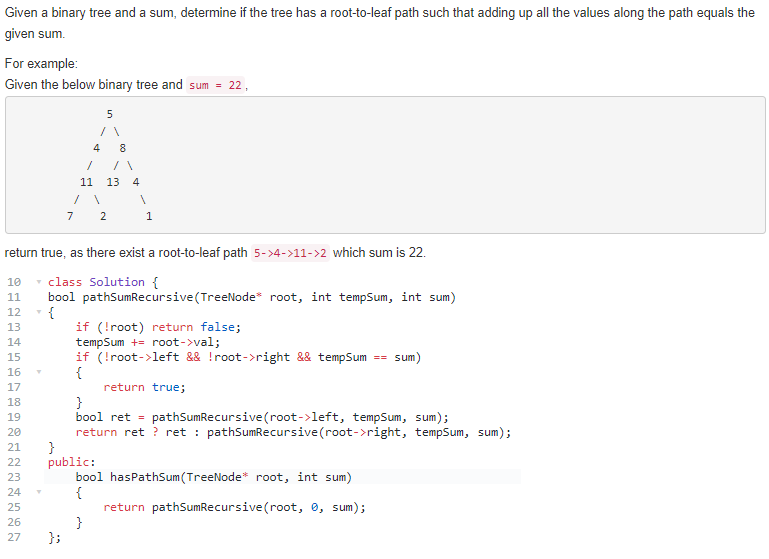 Given a binary tree and a sum, determine if the tree has a root-to-leaf path such that adding up all the values along the path equals the
given sum.
For example:
Given the below binary tree and sum = 22 ,
5
/ \
4 8
/ / \
11 13 4
/ \ \
7 2 1
return true, as there exist a root-to-leaf path 5->4->11->2 which sum is 22.
10 class Solution {
11 bool pathSumRecursive(TreeNode* root, int tempSum, int sum)
12 {
13 if (!root) return false;
14 tempSum += root->val;
15 if (!root->left && !root->right && tempSum == sum)
16 {
17 return true;
18 }
19 bool ret = pathSumRecursive(root->left, tempSum, sum);
20 return ret ? ret : pathSumRecursive(root->right, tempSum, sum);
21 }
22 public:
23 bool hasPathSum(TreeNode* root, int sum)
24 {
25 return pathSumRecursive(root, 0, sum);
26 }
27 };